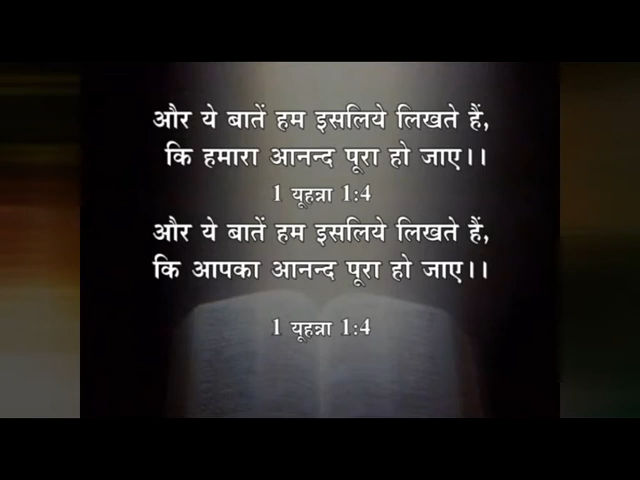 और ये बातें हम इसलिये लिखते हैं,
कि हमारा आनन्द पूरा हो जाए।।
1 यूहन्ना 1:4
और ये बातें हम इसलिये लिखते हैं,
कि आपका आनन्द पूरा हो जाए।।
1 यूहन्ना 1:4